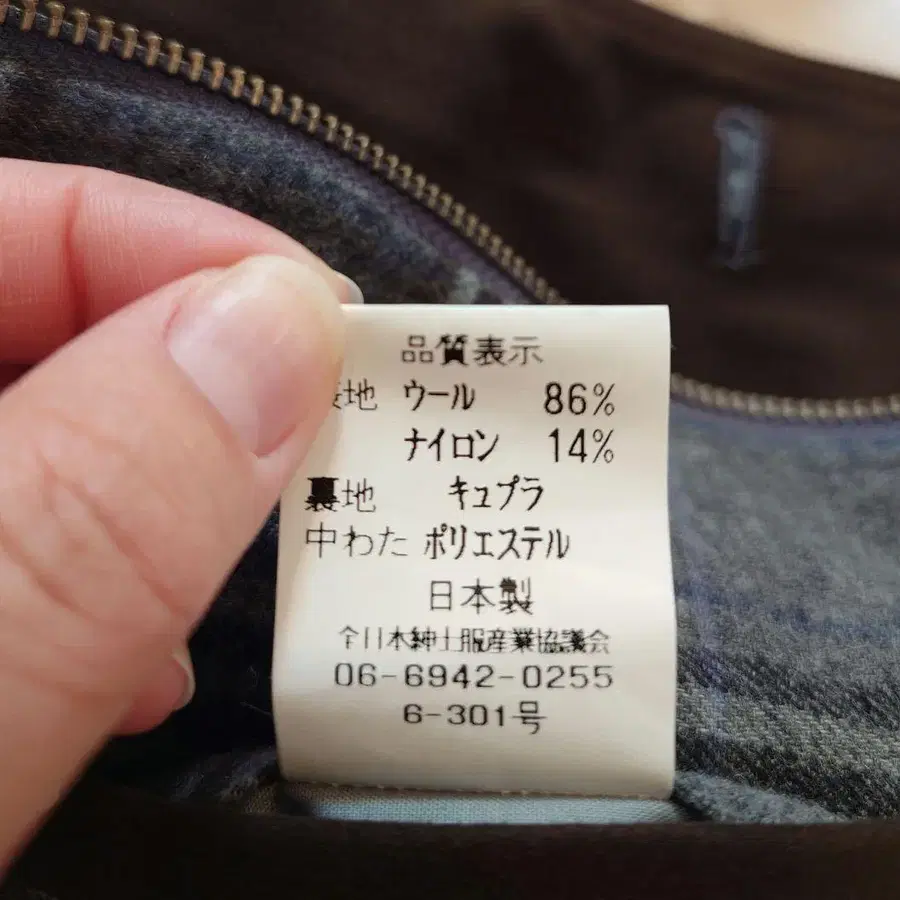 品質表示
表地 ウール 86%
ナイロン 14%
裏地 キュプラ
中わた ポリエステル
日本製
全日本紳士服産業協議会
06-6942-0255
6-301号